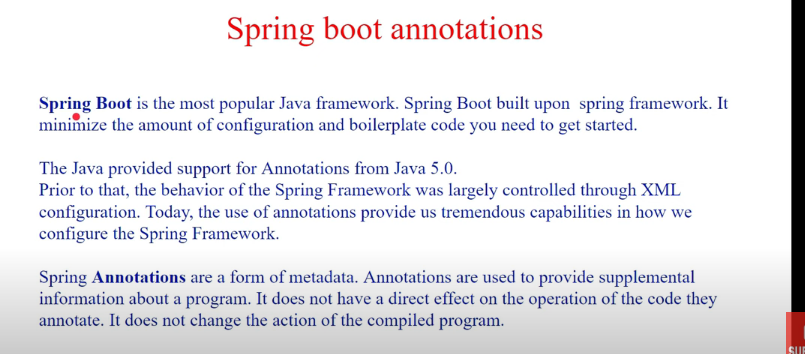 Spring boot annotations
Spring Boot is the most popular Java framework. Spring Boot built upon spring framework. It
minimize the amount of configuration and boilerplate code you need to get started.
The Java provided support for Annotations from Java 5.0.
Prior to that, the behavior of the Spring Framework was largely controlled through XML
configuration. Today, the use of annotations provide us tremendous capabilities in how we
configure the Spring Framework.
Spring Annotations are a form of metadata. Annotations are used to provide supplemental
information about a program. It does not have a direct effect on the operation of the code they
annotate. It does not change the action of the compiled program.